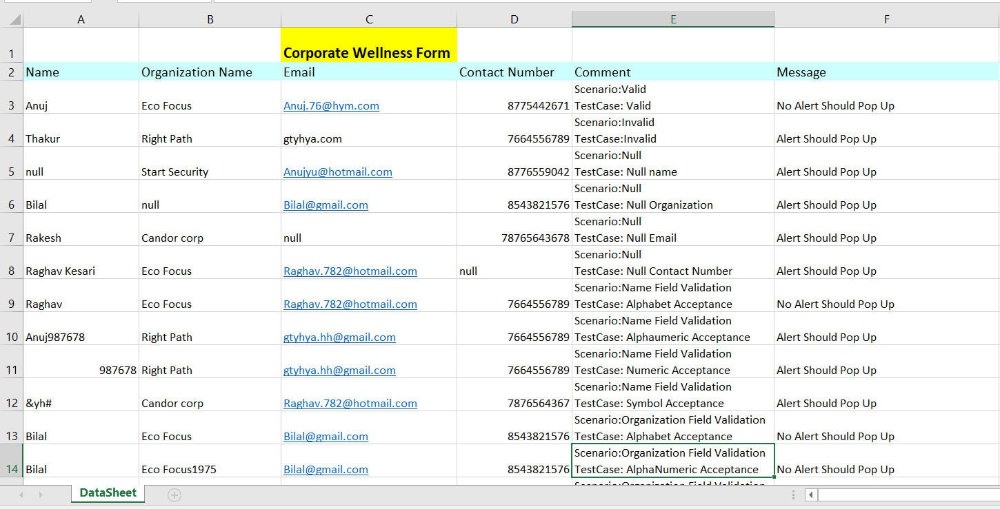 A B C D E F
1 Corporate Wellness Form
2 Name Organization Name Email Contact Number Comment Message
Scenario:Valid
3 Anuj Eco Focus Anuj.76@hym.com 8775442671 TestCase: Valid No Alert Should Pop Up
Scenario:Invalid
4 Thakur Right Path gtyhya.com 7664556789 TestCase:Invalid Alert Should Pop Up
Scenario:Null
5 null Start Security Anujyu@hotmail.com 8776559042 TestCase: Null name Alert Should Pop Up
Scenario:Null
6 Bilal null Bilal@gmail.com 8543821576 TestCase: Null Organization Alert Should Pop Up
Scenario:Null
7 Rakesh Candor corp null 78765643678 TestCase: Null Email Alert Should Pop Up
Scenario:Null
8 Raghav Kesari Eco Focus Raghav.782@hotmail.com null TestCase: Null Contact Number Alert Should Pop Up
Scenario:Name Field Validation
9 Raghav Eco Focus Raghav.782@hotmail.com 7664556789 TestCase: Alphabet Acceptance No Alert Should Pop Up
Scenario:Name Field Validation
10 Anuj987678 Right Path gtyhya.hh@gmail.com 7664556789 TestCase: Alphaumeric Acceptance Alert Should Pop Up
Scenario:Name Field Validation
11 987678 Right Path gtyhya.hh@gmail.com 7664556789 TestCase: Numeric Acceptance Alert Should Pop Up
Scenario:Name Field Validation
12 &yh# Candor corp Raghav.782@hotmail.com 7876564367 TestCase: Symbol Acceptance Alert Should Pop Up
Scenario:Organization Field Validation
13 Bilal Eco Focus Bilal@gmail.com 8543821576 TestCase: Alphabet Acceptance No Alert Should Pop Up
Scenario:Organization Field Validation
14 Bilal Eco Focus1975 Bilal@gmail.com 8543821576 TestCase: AlphaNumeric Acceptance No Alert Should Pop Up
Scenario:Organization Field Validation
DataSheet